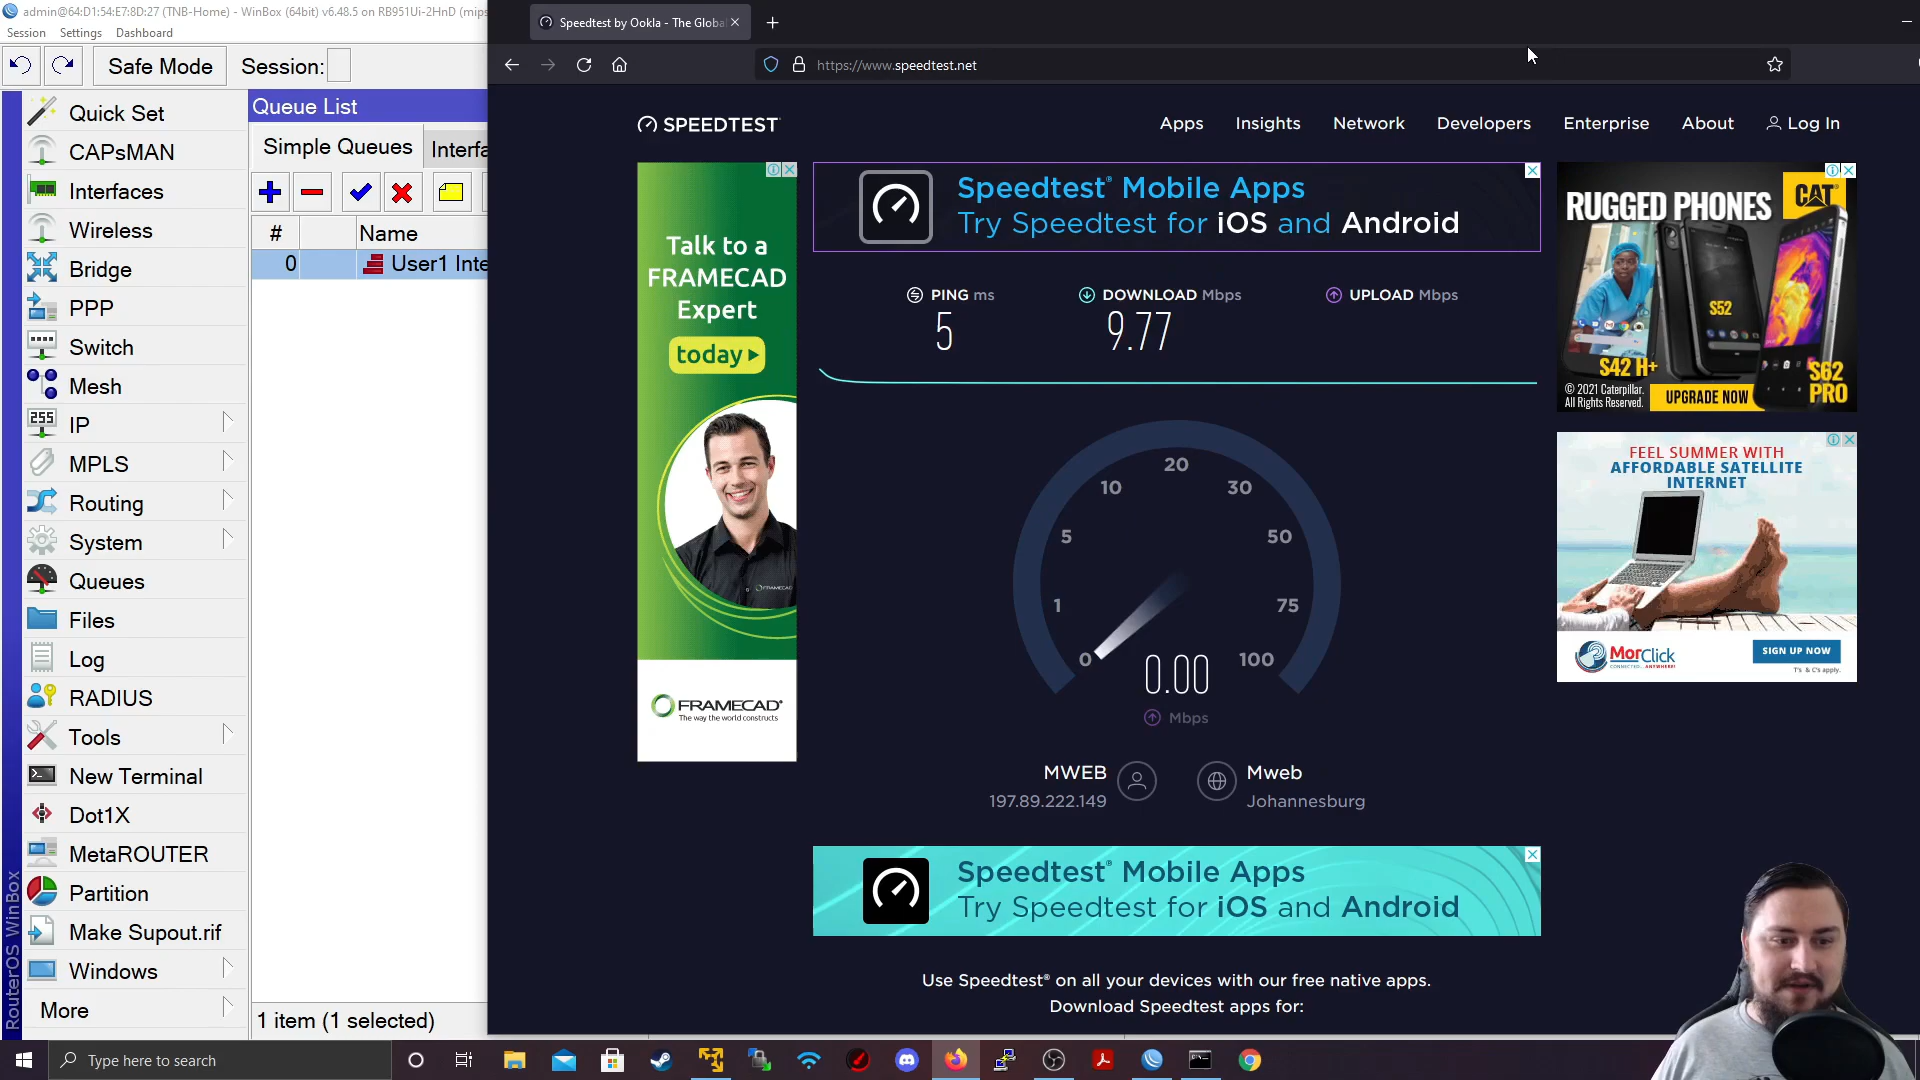 admin@64:D1:54:E7:8D:27 (TNB-Home) - WinBox (64bit) v6.48.5 on RB951Ui-2HnD (mips
Session Settings Dashboard
Safe Mode Session:
Quick Set
CAPsMAN
Interfaces
Wireless
Bridge
PPP
Switch
Mesh
255 IP
MPLS
Routing
System
Queues
Files
Log
RADIUS
Tools
New Terminal
Dot1X
MetaROUTER
Partition
Make Supout.rif
Windows
More
RouterOS WinBox
Queue List
Simple Queues Interfa
# Name
0 User1 Inte
1 item (1 selected)
Speedtest by Ookla - The Globa
https://www.speedtest.net
SPEEDTEST
Apps Insights Network Developers Enterprise About Log In
Talk to a
FRAMECAD
Expert
today
FRAMECAD
FRAMECAD®
The way the world constructs
Speedtest® Mobile Apps
Try Speedtest for iOS and Android
PING ms
5
DOWNLOAD Mbps
9.77
UPLOAD Mbps
0
1
5
10
20
30
50
75
100
0.00
Mbps
MWEB
197.89.222.149
Mweb
Johannesburg
Speedtest® Mobile Apps
Try Speedtest for iOS and Android
Use Speedtest® on all your devices with our free native apps.
Download Speedtest apps for:
RUGGED PHONES
CAT
S52
S42 H+
S62
PRO
© 2021 Caterpillar.
All Rights Reserved.
UPGRADE NOW
FEEL SUMMER WITH
AFFORDABLE SATELLITE
INTERNET
MorClick
CONNECTED... ANYWHERE!
SIGN UP NOW
T's & C's apply.
Type here to search